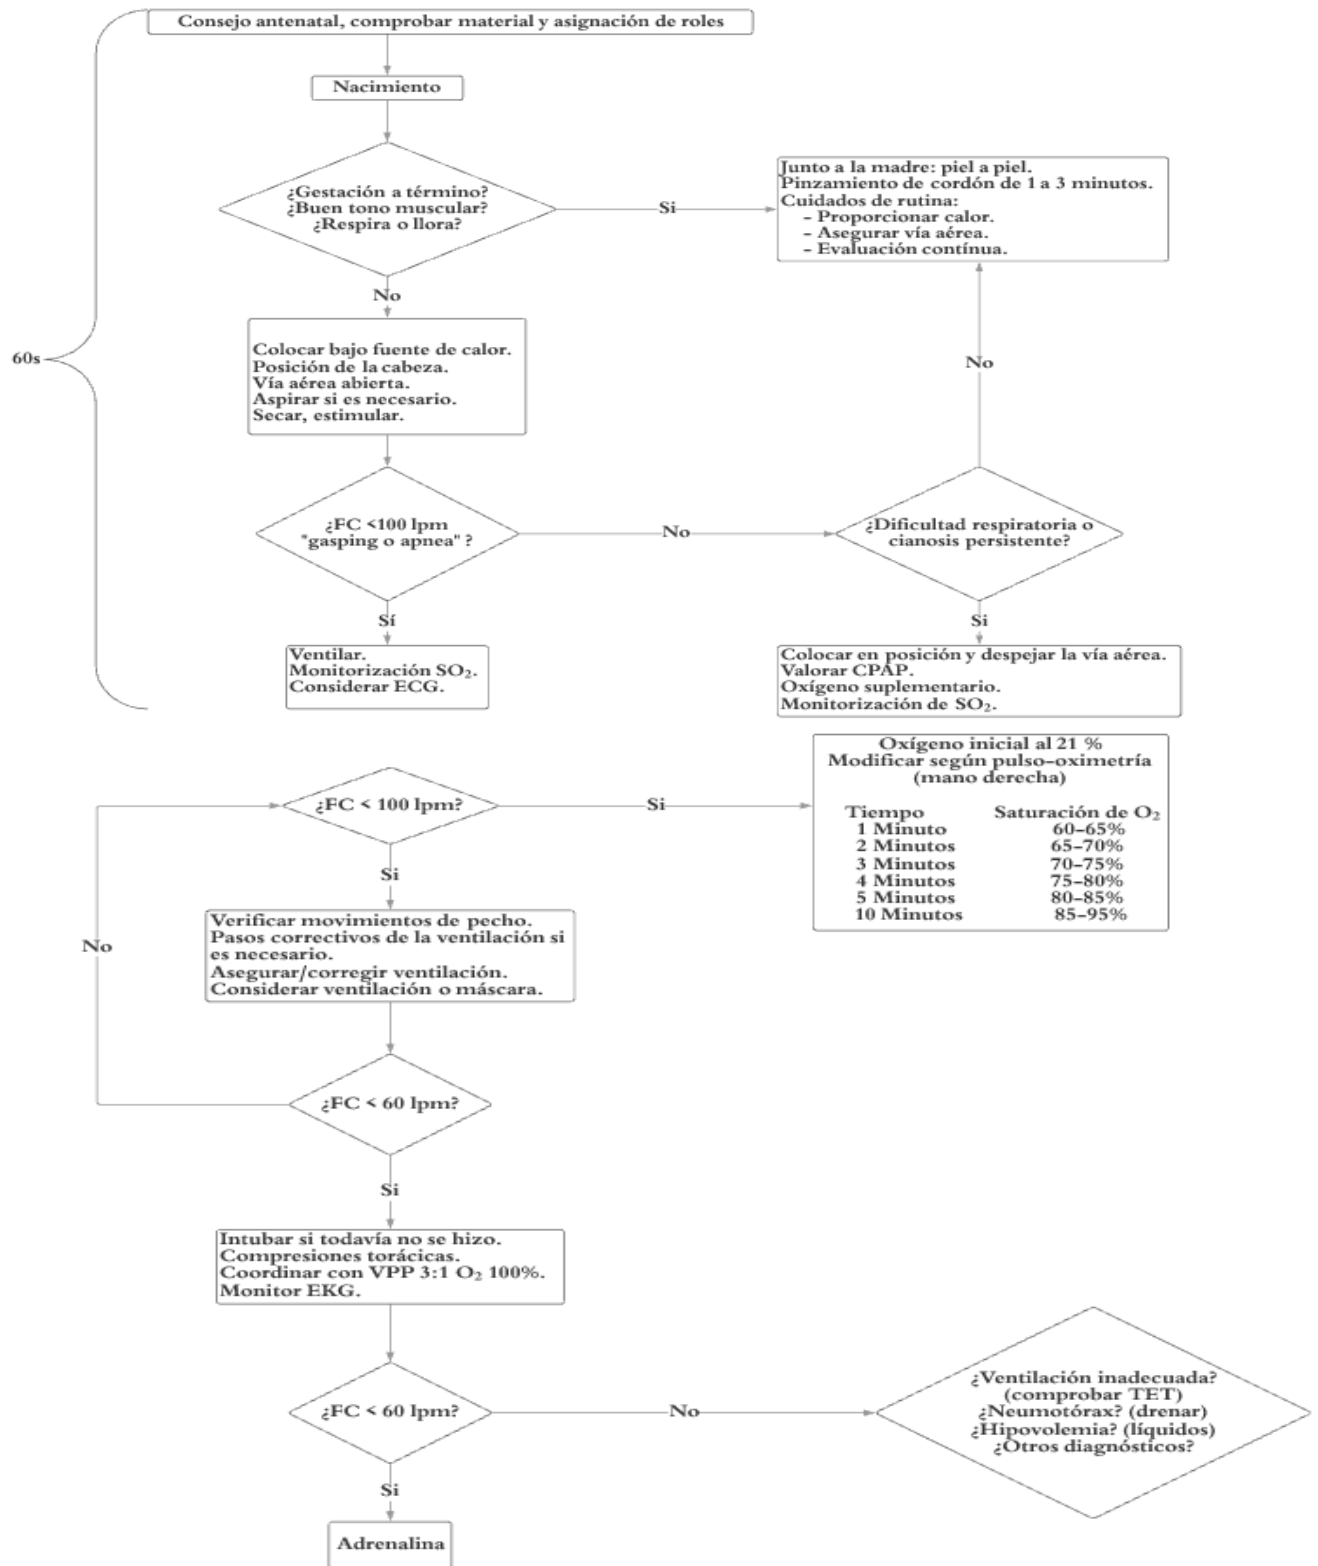 Consejo antenatal, comprobar material y asignación de roles
Nacimiento
¿Gestación a término?
¿Buen tono muscular?
¿Respira o llora?
Si
Junto a la madre: piel a piel.
Pinzamiento de cordón de 1 a 3 minutos.
Cuidados de rutina:
- Proporcionar calor.
- Asegurar vía aérea.
- Evaluación contínua.
No
60s
Colocar bajo fuente de calor.
Posición de la cabeza.
Vía aérea abierta.
Aspirar si es necesario.
Secar, estimular.
No
¿FC <100 lpm
"gasping o apnea" ?
No
¿Dificultad respiratoria o
cianosis persistente?
Sí
Si
Ventilar.
Monitorización SO₂.
Considerar ECG.
Colocar en posición y despejar la vía aérea.
Valorar CPAP.
Oxígeno suplementario.
Monitorización de SO₂.
¿FC < 100 lpm?
Si
Oxígeno inicial al 21 %
Modificar según pulso-oximetría
(mano derecha)
Tiempo Saturación de O₂
1 Minuto 60-65%
2 Minutos 65-70%
3 Minutos 70-75%
4 Minutos 75-80%
5 Minutos 80-85%
10 Minutos 85-95%
Si
Verificar movimientos de pecho.
Pasos correctivos de la ventilación si
es necesario.
Asegurar/corregir ventilación.
Considerar ventilación o máscara.
No
¿FC < 60 lpm?
Si
Intubar si todavía no se hizo.
Compresiones torácicas.
Coordinar con VPP 3:1 O₂ 100%.
Monitor EKG.
¿FC < 60 lpm?
No
¿Ventilación inadecuada?
(comprobar TET)
¿Neumotórax? (drenar)
¿Hipovolemia? (líquidos)
¿Otros diagnósticos?
Si
Adrenalina